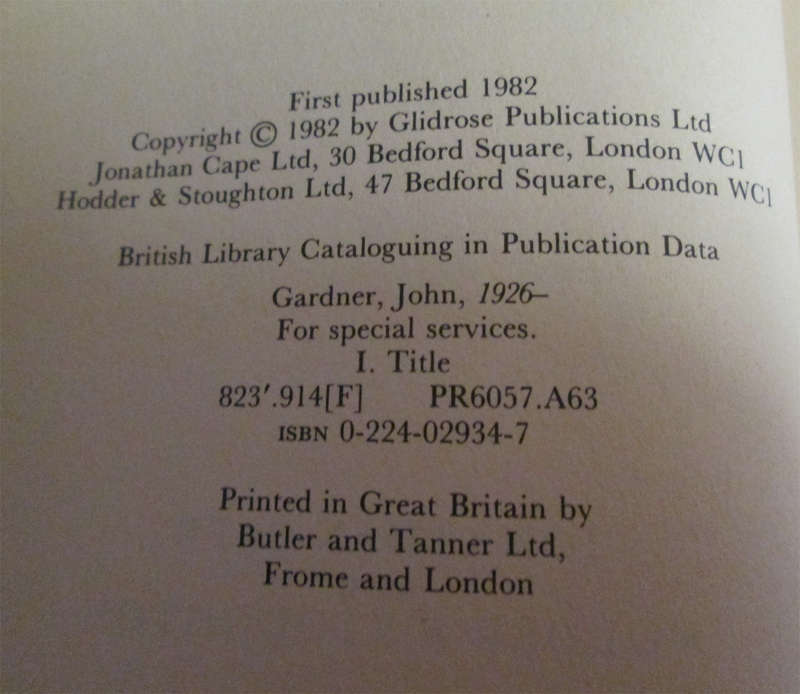 First published 1982
Copyright © 1982 by Glidrose Publications Ltd
Jonathan Cape Ltd, 30 Bedford Square, London WC1
Hodder & Stoughton Ltd, 47 Bedford Square, London WC1
British Library Cataloguing in Publication Data
Gardner, John, 1926–
For special services.
I. Title
823′.914[F] PR6057.A63
ISBN 0-224-02934-7
Printed in Great Britain by
Butler and Tanner Ltd,
Frome and London